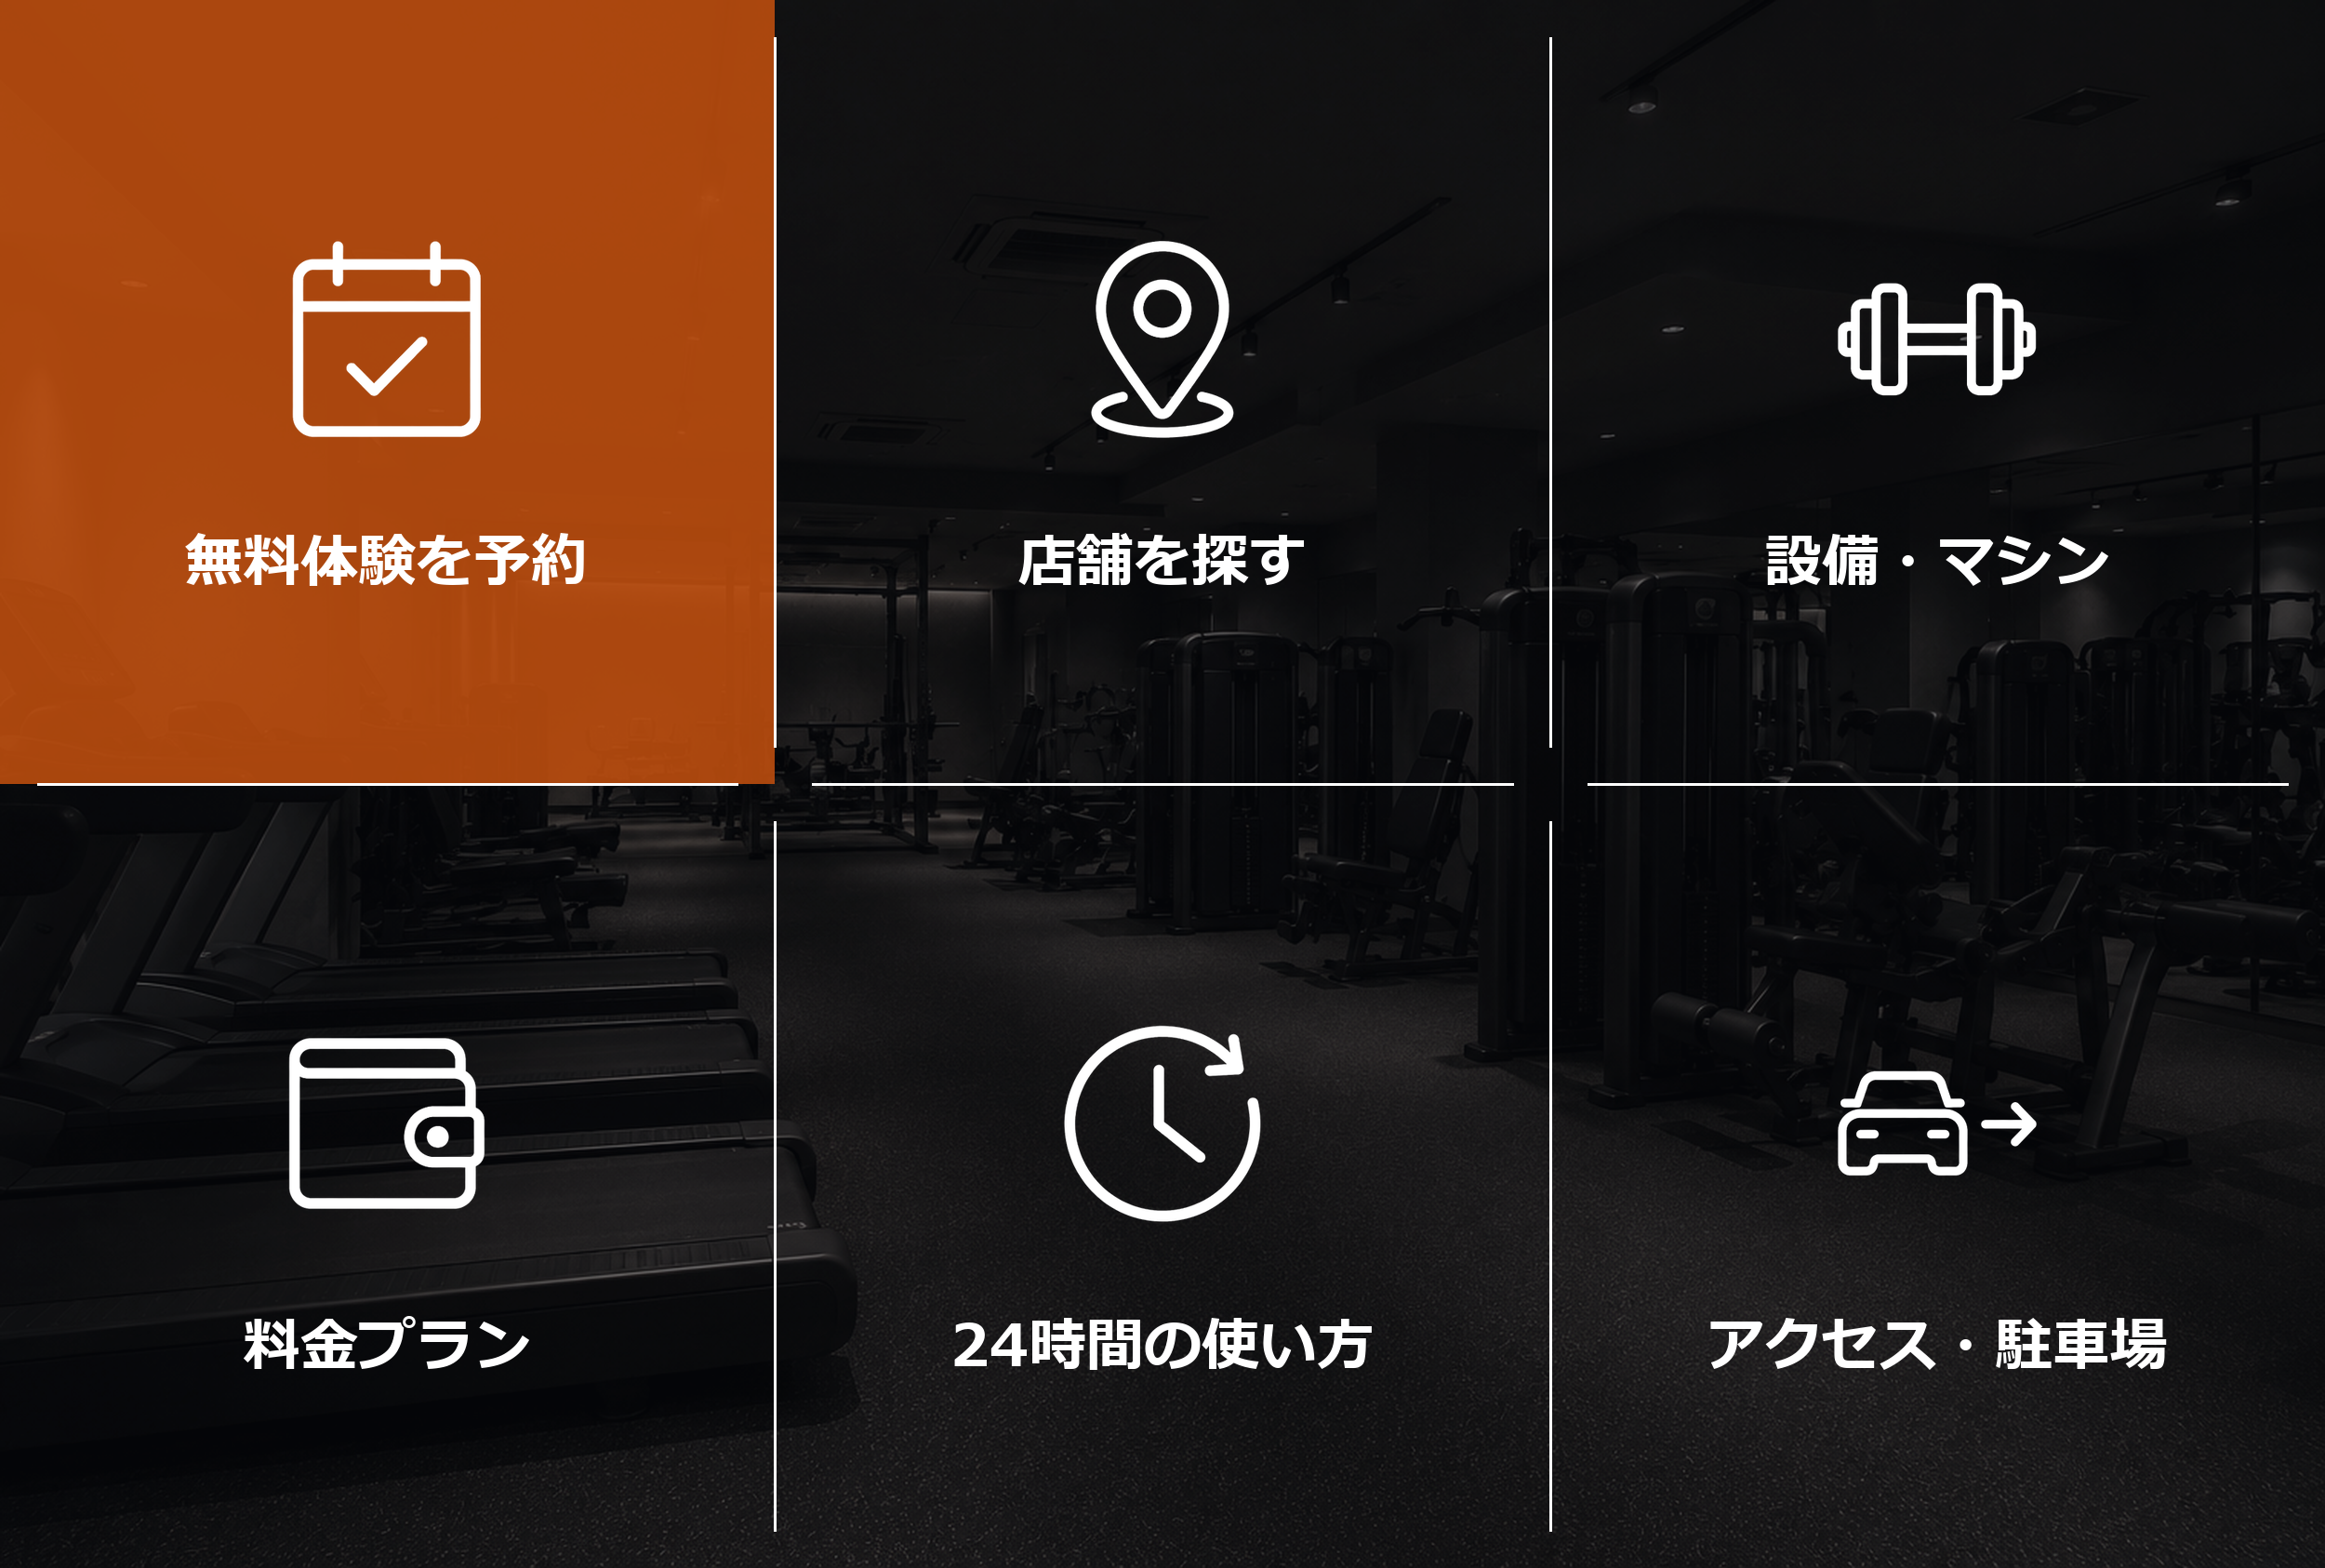 無料体験を予約
店舗を探す
設備・マシン
料金プラン
24時間の使い方
アクセス・駐車場